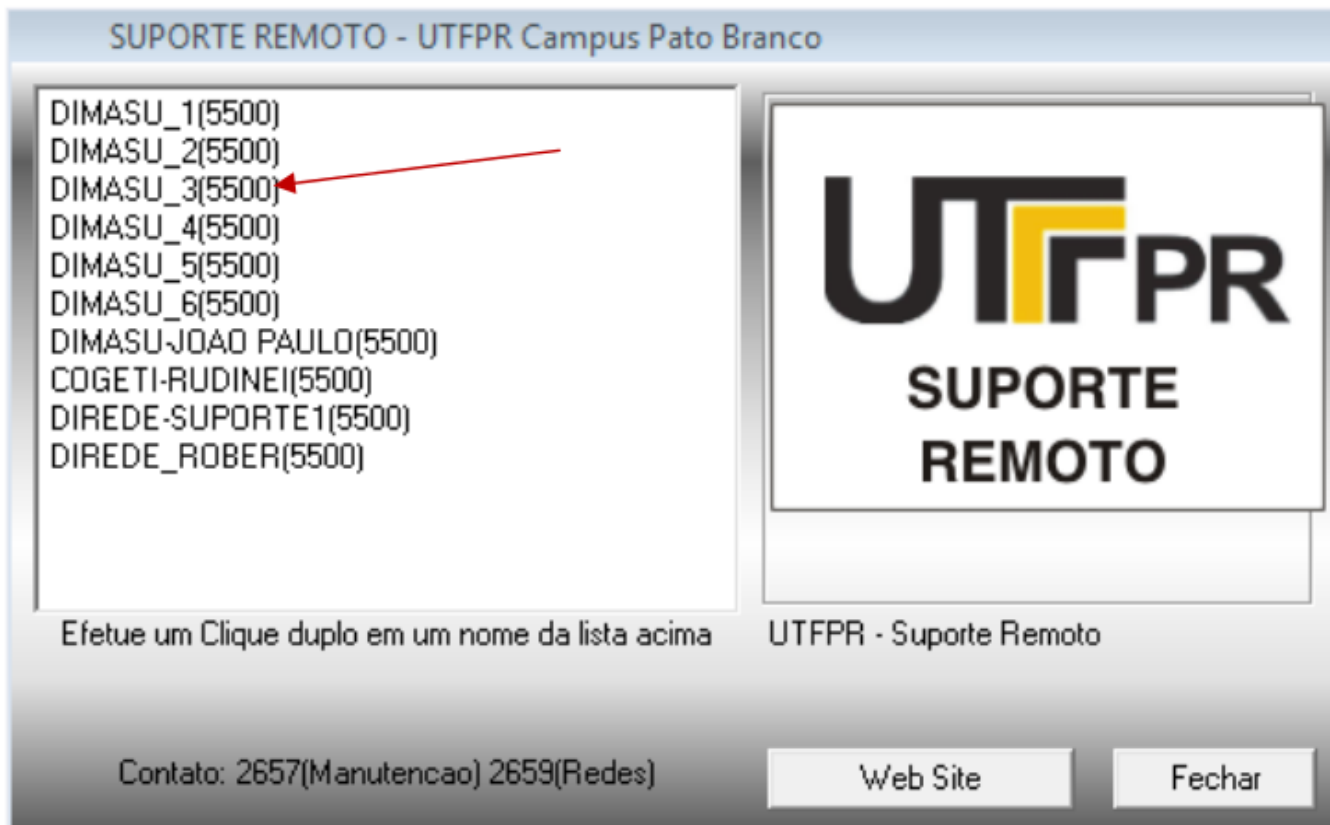 SUPORTE REMOTO - UTFPR Campus Pato Branco
DIMASU_1(5500)
DIMASU_2(5500)
DIMASU_3(5500)
DIMASU_4(5500)
DIMASU_5(5500)
DIMASU_6(5500)
DIMASU-JOAO PAULO(5500)
COGETI-RUDINEI(5500)
DIREDE-SUPORTE1(5500)
DIREDE_ROBER(5500)
Efetue um Clique duplo em um nome da lista acima
UTFPR
SUPORTE
REMOTO
UTFPR - Suporte Remoto
Contato: 2657(Manutencao) 2659(Redes)
Web Site
Fechar